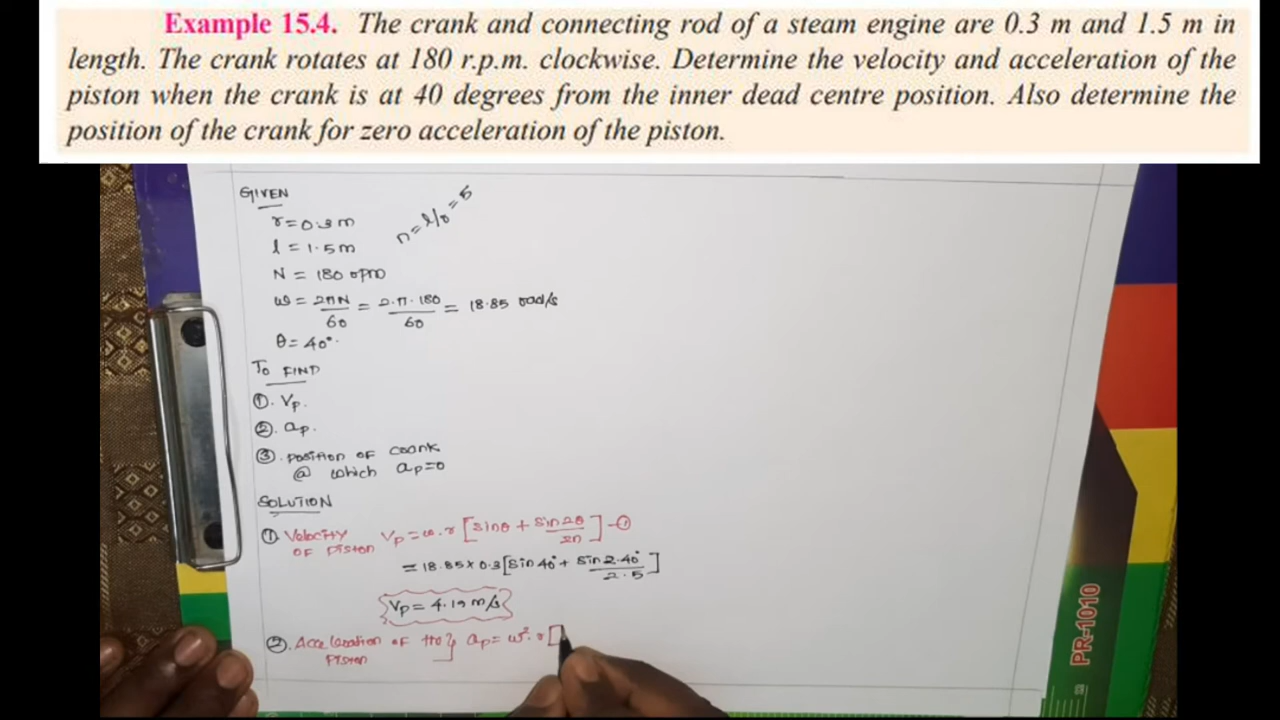 Example 15.4. The crank and connecting rod of a steam engine are 0.3 m and 1.5 m in
length. The crank rotates at 180 r.p.m. clockwise. Determine the velocity and acceleration of the
piston when the crank is at 40 degrees from the inner dead centre position. Also determine the
position of the crank for zero acceleration of the piston.
GIVEN
r = 0.3 m
n = l/r = 5
l = 1.5 m
N = 180 rpm
ω = 2πN/60 = 2.π.180/60 = 18.85 rad/s
θ = 40°.
TO FIND
①. Vp.
②. ap.
③. position of crank
@ which ap=0
SOLUTION
① Velocity of piston Vp = ω.r [sinθ + sin2θ/2n] -①
= 18.85 x 0.3 [sin 40° + sin 2.40°/2.5]
Vp = 4.19 m/s
②. Acceleration of the piston } ap = ω². r [
PR-1010